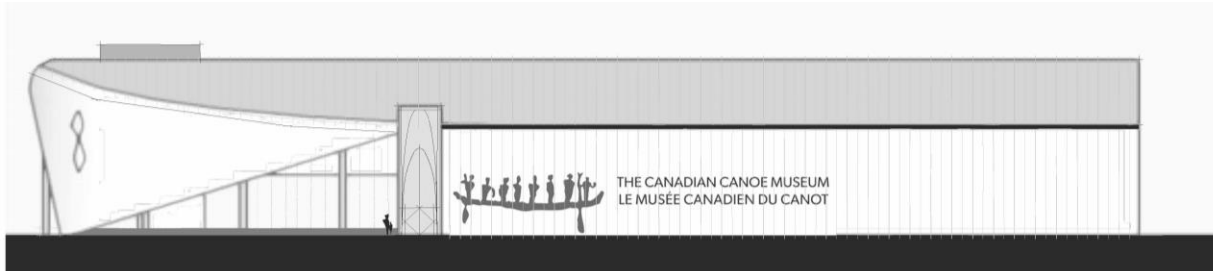 THE CANADIAN CANOE MUSEUM
LE MUSÉE CANADIEN DU CANOT